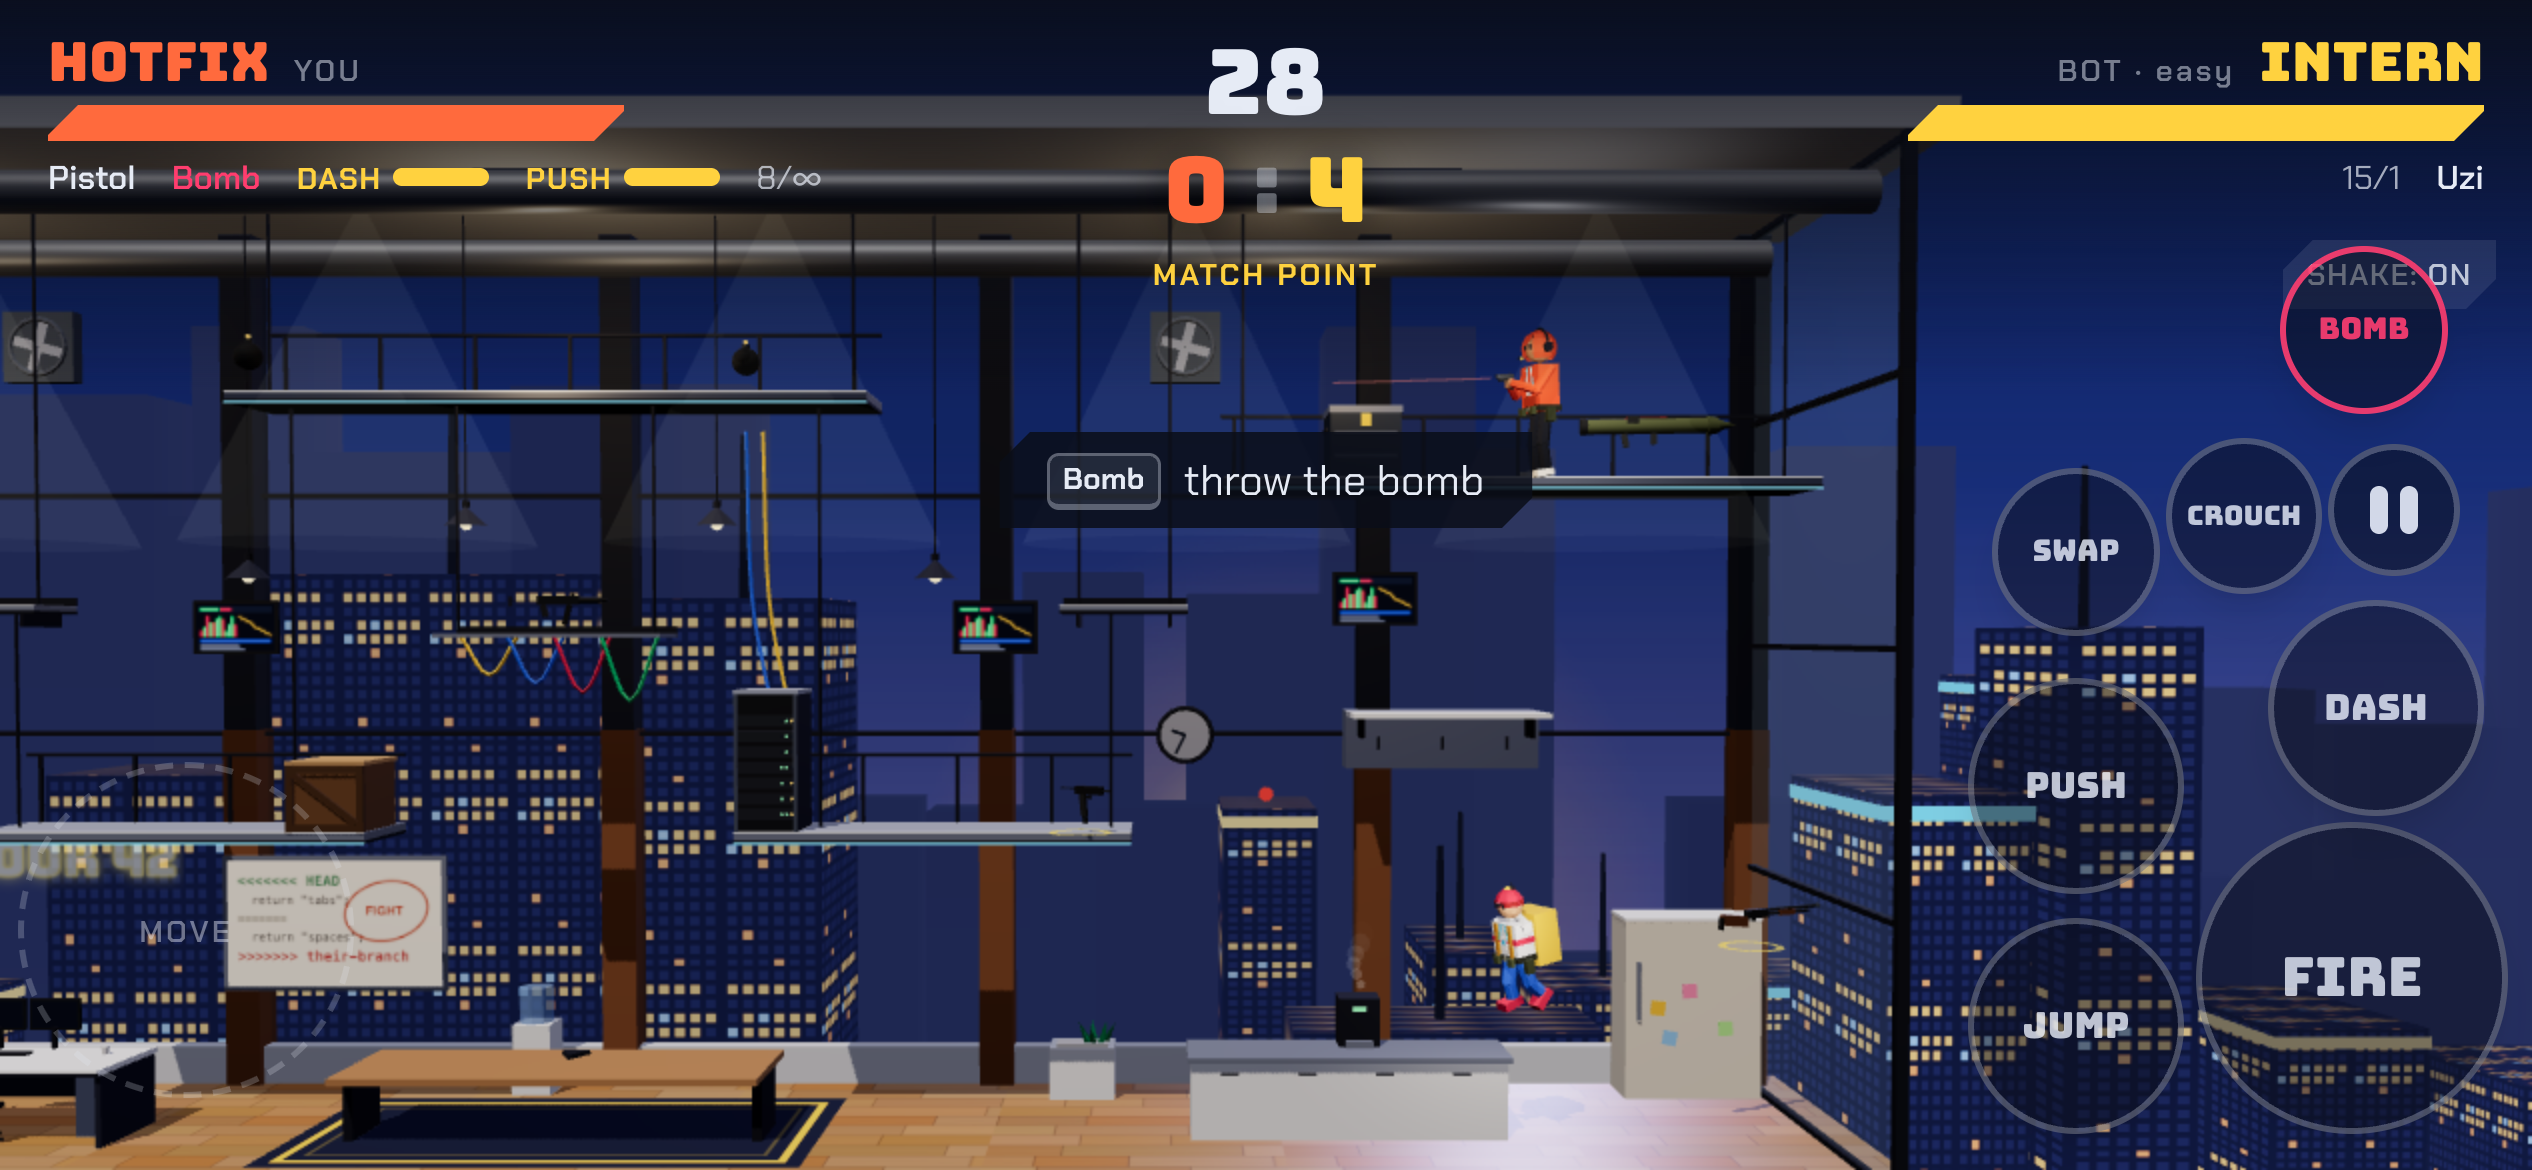 HOTFIX YOU
28
BOT · easy INTERN
Pistol Bomb DASH PUSH 8/∞
0 : 4
15/1 Uzi
MATCH POINT
SHAKE: ON
BOMB
Bomb throw the bomb
SWAP
CROUCH
DASH
PUSH
MOVE
<<<<<<< HEAD
return "tabs";
=======
return "spaces";
>>>>>>> their-branch
FIGHT
FIRE
JUMP